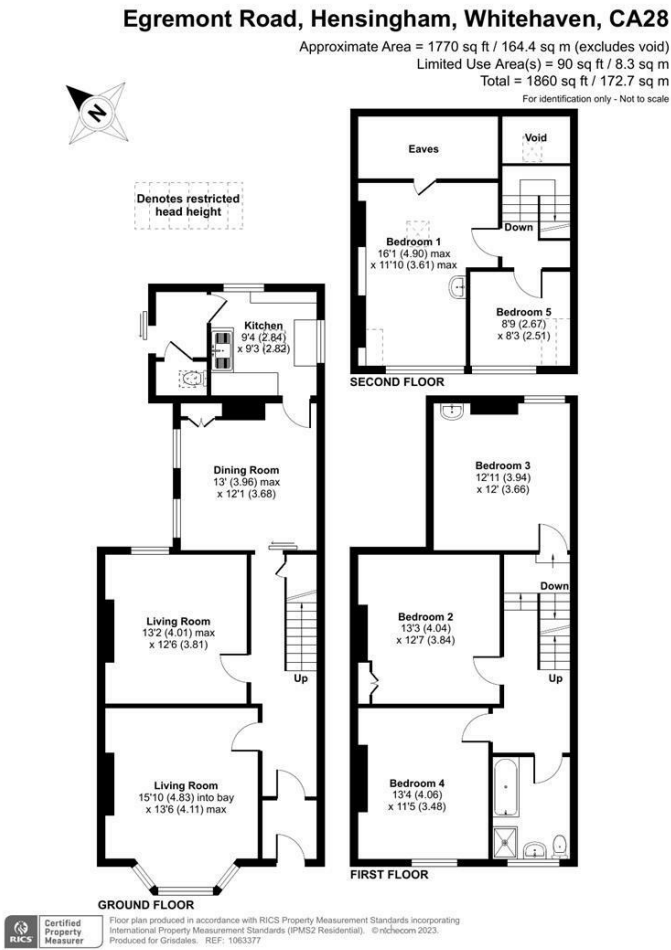 Egremont Road, Hensingham, Whitehaven, CA28
Approximate Area = 1770 sq ft / 164.4 sq m (excludes void)
Limited Use Area(s) = 90 sq ft / 8.3 sq m
Total = 1860 sq ft / 172.7 sq m
For identification only - Not to scale
N
Denotes restricted
head height
Eaves
Void
Down
Bedroom 1
16'1 (4.90) max
x 11'10 (3.61) max
Bedroom 5
8'9 (2.67)
x 8'3 (2.51)
SECOND FLOOR
Kitchen
9'4 (2.84)
x 9'3 (2.82)
Dining Room
13' (3.96) max
x 12'1 (3.68)
Living Room
13'2 (4.01) max
x 12'6 (3.81)
Up
Living Room
15'10 (4.83) into bay
x 13'6 (4.11) max
GROUND FLOOR
Bedroom 3
12'11 (3.94)
x 12' (3.66)
Down
Bedroom 2
13'3 (4.04)
x 12'7 (3.84)
Up
Bedroom 4
13'4 (4.06)
x 11'5 (3.48)
FIRST FLOOR
RICS
Certified
Property
Measurer
Floor plan produced in accordance with RICS Property Measurement Standards incorporating
International Property Measurement Standards (IPMS2 Residential). © nichecom 2023.
Produced for Grisdales. REF: 1063377